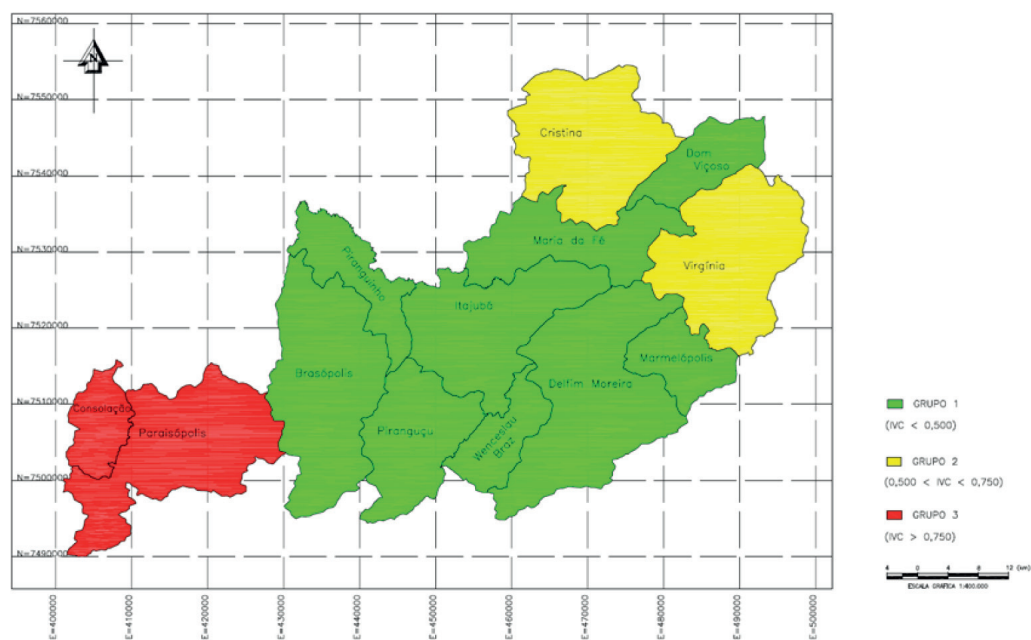 N=7560000
N=7550000
N=7540000
N=7530000
N=7520000
N=7510000
N=7500000
N=7490000
N
Cristina
Dom
Viçoso
Maria da Fé
Virgínia
Piranguinho
Itajubá
Marmelópolis
Brasópolis
Delfim Moreira
Consolação
Paraisópolis
Piranguçu
Wenceslau
Braz
GRUPO 1
(IVC < 0,500)
GRUPO 2
(0,500 < IVC < 0,750)
GRUPO 3
(IVC > 0,750)
4 0 4 8 12 (km)
ESCALA GRÁFICA 1:400.000
E=400000
E=410000
E=420000
E=430000
E=440000
E=450000
E=460000
E=470000
E=480000
E=490000
E=500000